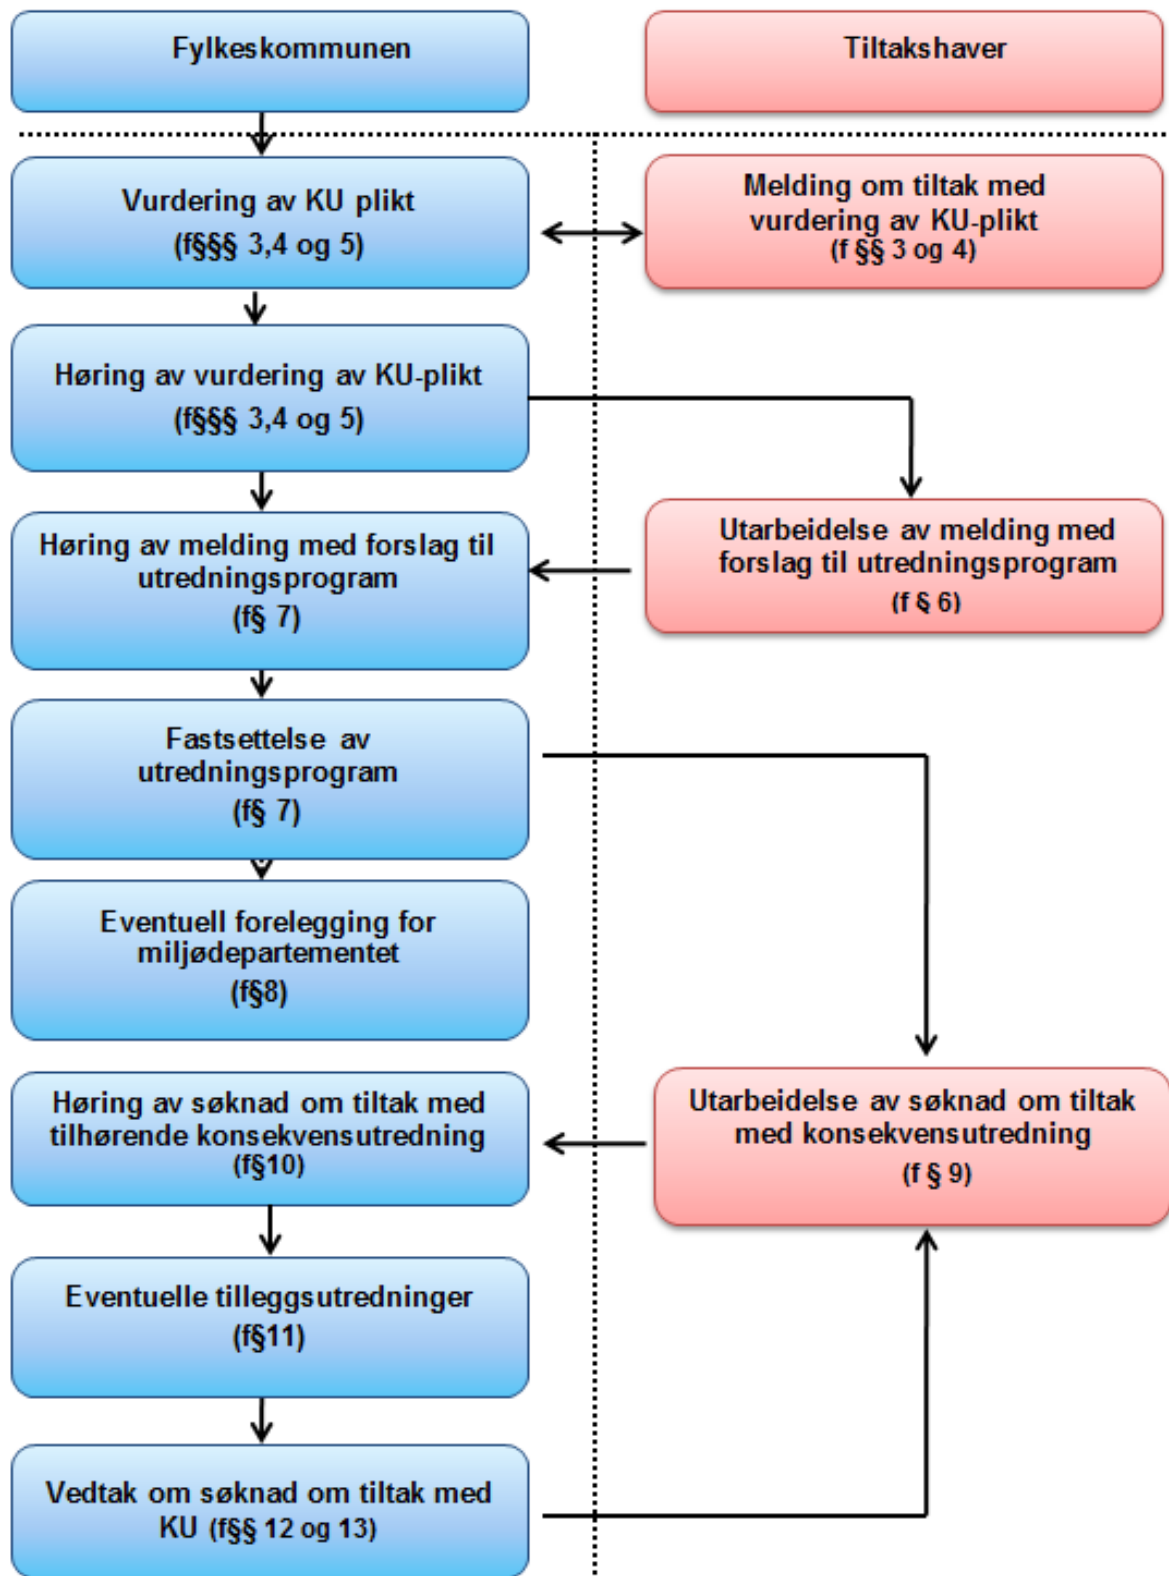 Fylkeskommunen
Tiltakshaver
Vurdering av KU plikt
(f§§§ 3,4 og 5)
Melding om tiltak med
vurdering av KU-plikt
(f §§ 3 og 4)
Høring av vurdering av KU-plikt
(f§§§ 3,4 og 5)
Høring av melding med forslag til
utredningsprogram
(f§ 7)
Utarbeidelse av melding med
forslag til utredningsprogram
(f § 6)
Fastsettelse av
utredningsprogram
(f§ 7)
Eventuell forelegging for
miljødepartementet
(f§8)
Høring av søknad om tiltak med
tilhørende konsekvensutredning
(f§10)
Utarbeidelse av søknad om tiltak
med konsekvensutredning
(f § 9)
Eventuelle tilleggsutredninger
(f§11)
Vedtak om søknad om tiltak med
KU (f§§ 12 og 13)